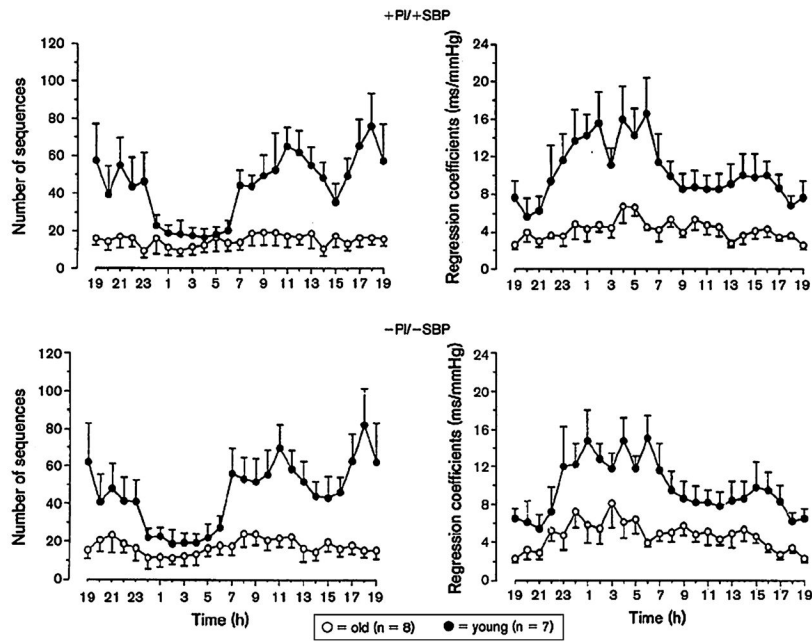 +PI/+SBP
Number of sequences
120
100
80
60
40
20
0
19 21 23 1 3 5 7 9 11 13 15 17 19
Regression coefficients (ms/mmHg)
24
20
16
12
8
4
0
19 21 23 1 3 5 7 9 11 13 15 17 19
−PI/−SBP
Number of sequences
120
100
80
60
40
20
0
19 21 23 1 3 5 7 9 11 13 15 17 19
Time (h)
Regression coefficients (ms/mmHg)
24
20
16
12
8
4
0
19 21 23 1 3 5 7 9 11 13 15 17 19
Time (h)
○ = old (n = 8) ● = young (n = 7)